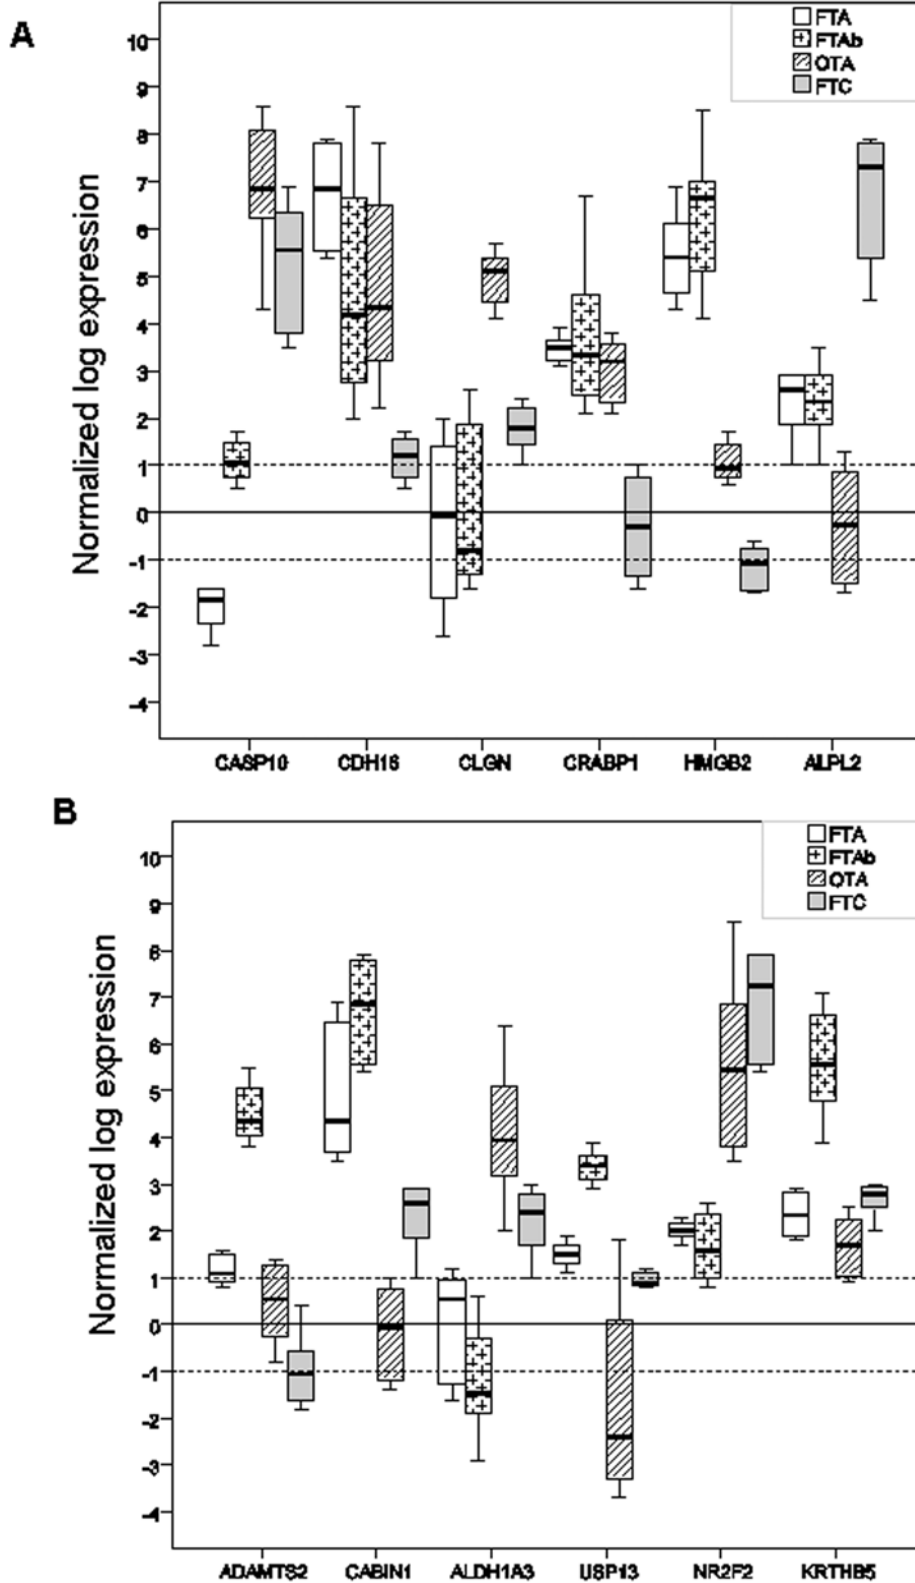 A
FTA
FTAb
OTA
FTC
Normalized log expression
10
9
8
7
6
5
4
3
2
1
0
-1
-2
-3
-4
CASP10 CDH16 CLGN CRABP1 HMGB2 ALPL2
B
FTA
FTAb
OTA
FTC
Normalized log expression
10
9
8
7
6
5
4
3
2
1
0
-1
-2
-3
-4
ADAMTS2 CABIN1 ALDH1A3 USP13 NR2F2 KRTHB5